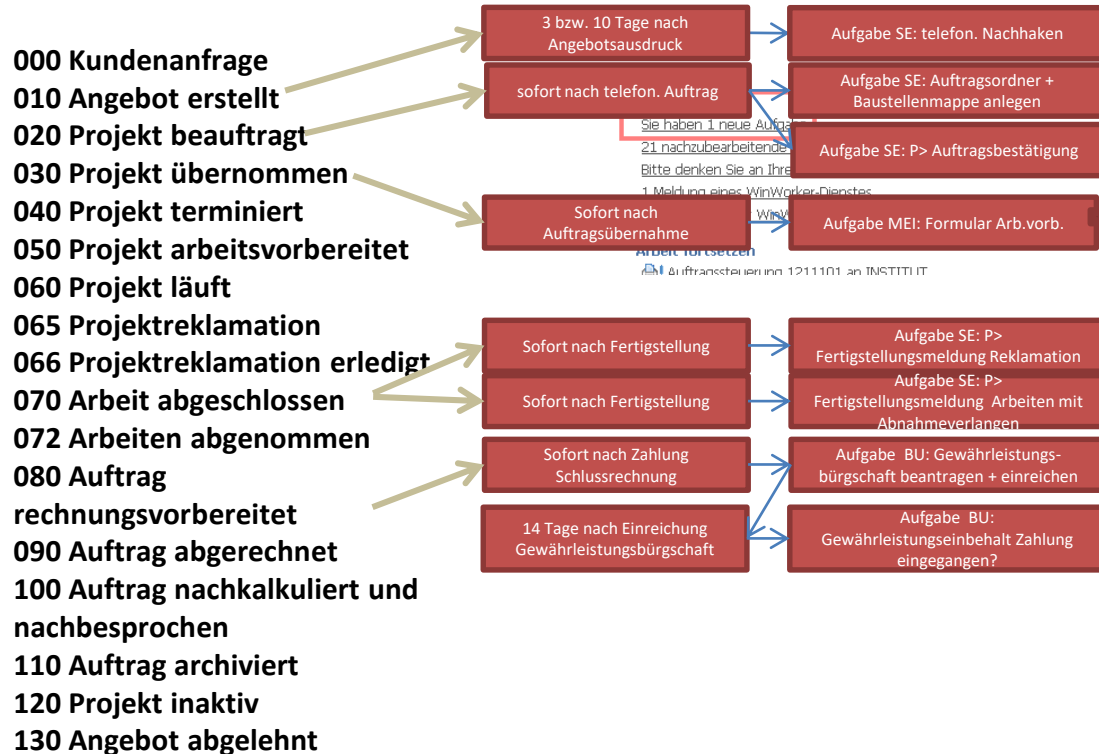 000 Kundenanfrage
010 Angebot erstellt
020 Projekt beauftragt
030 Projekt übernommen
040 Projekt terminiert
050 Projekt arbeitsvorbereitet
060 Projekt läuft
065 Projektreklamation
066 Projektreklamation erledigt
070 Arbeit abgeschlossen
072 Arbeiten abgenommen
080 Auftrag
rechnungsvorbereitet
090 Auftrag abgerechnet
100 Auftrag nachkalkuliert und
nachbesprochen
110 Auftrag archiviert
120 Projekt inaktiv
130 Angebot abgelehnt
3 bzw. 10 Tage nach
Angebotsausdruck
Aufgabe SE: telefon. Nachhaken
sofort nach telefon. Auftrag
Aufgabe SE: Auftragsordner +
Baustellenmappe anlegen
Sie haben 1 neue
21 nachzubearbeitende
Bitte denken Sie an Ihre
1 Meldung eines WinWorker-Dienstes
Aufgabe SE: P> Auftragsbestätigung
Sofort nach
Auftragsübernahme
Aufgabe MEI: Formular Arb.vorb.
Arbeit fortsetzen
Auftragssteuerung 1211101 an INSTITUT
Sofort nach Fertigstellung
Aufgabe SE: P>
Fertigstellungsmeldung Reklamation
Sofort nach Fertigstellung
Aufgabe SE: P>
Fertigstellungsmeldung Arbeiten mit
Abnahmeverlangen
Sofort nach Zahlung
Schlussrechnung
Aufgabe BU: Gewährleistungs-
bürgschaft beantragen + einreichen
14 Tage nach Einreichung
Gewährleistungsbürgschaft
Aufgabe BU:
Gewährleistungseinbehalt Zahlung
eingegangen?